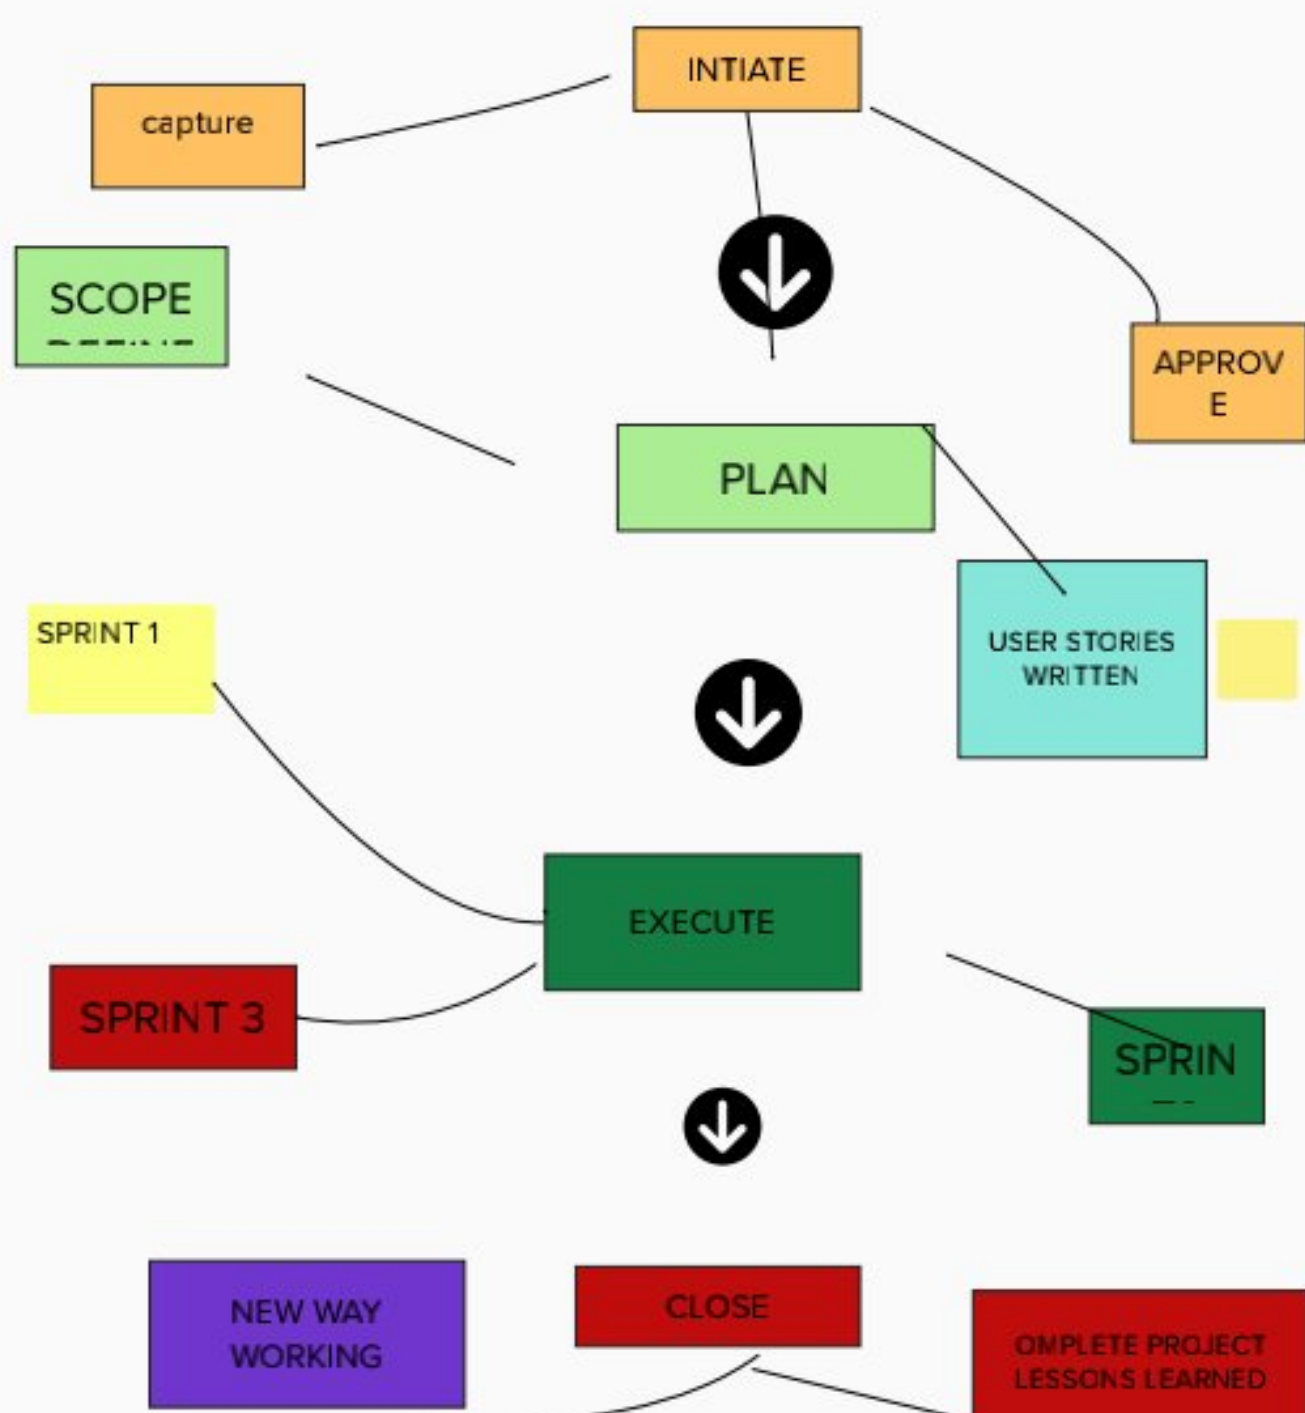 INTIATE
capture
SCOPE
APPROV
E
PLAN
SPRINT 1
USER STORIES
WRITTEN
EXECUTE
SPRINT 3
SPRIN
NEW WAY
WORKING
CLOSE
OMPLETE PROJECT
LESSONS LEARNED